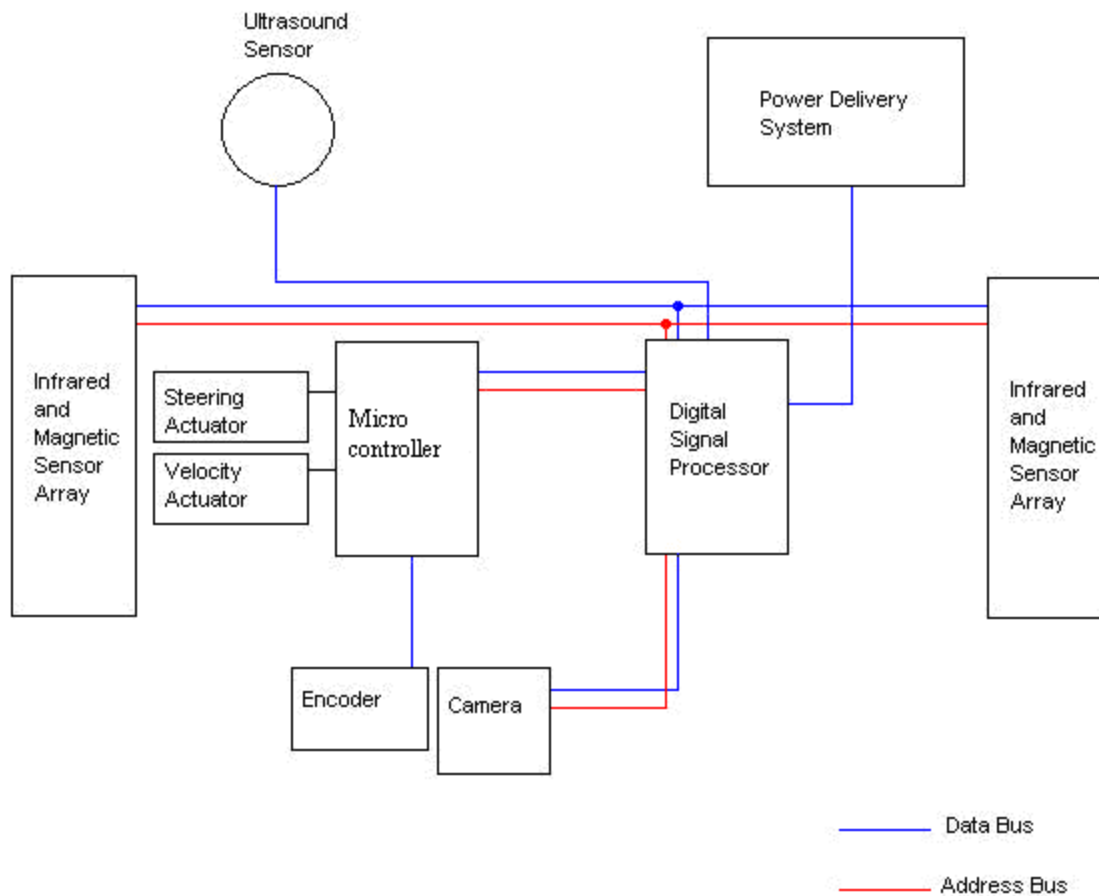 Ultrasound
Sensor
Power Delivery
System
Infrared
and
Magnetic
Sensor
Array
Steering
Actuator
Velocity
Actuator
Micro
controller
Digital
Signal
Processor
Infrared
and
Magnetic
Sensor
Array
Encoder
Camera
Data Bus
Address Bus